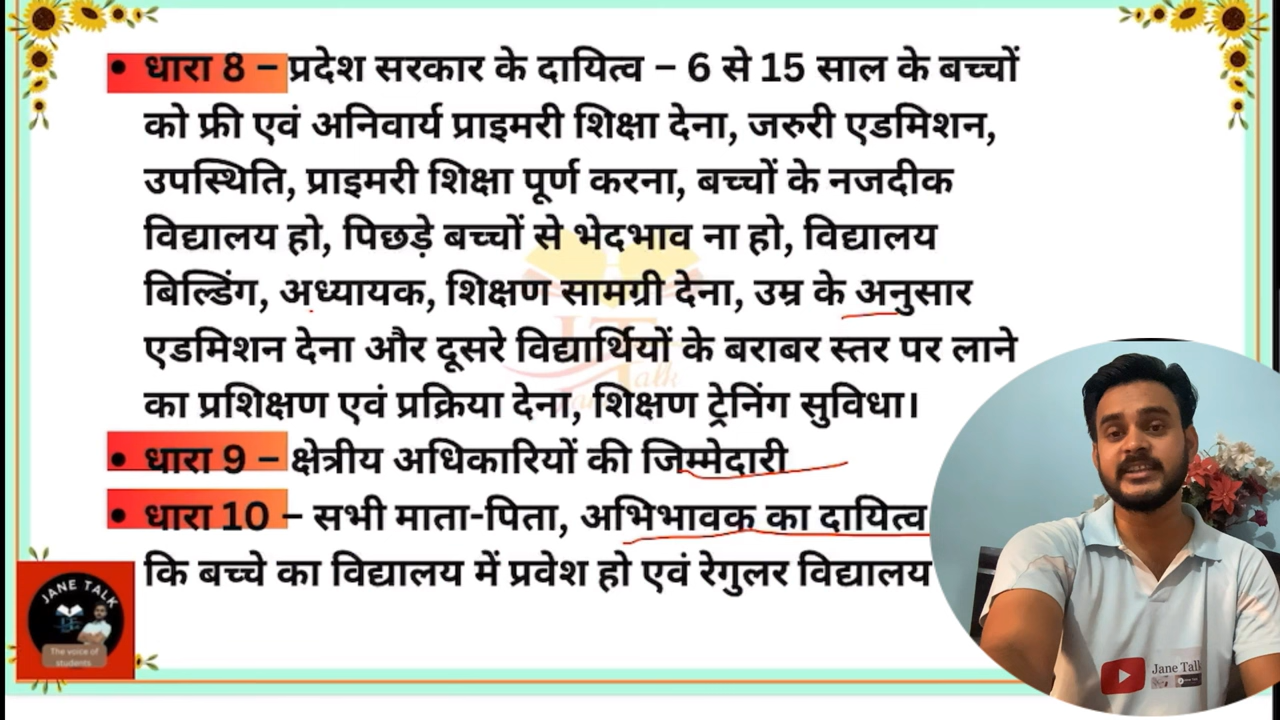 • धारा 8 – प्रदेश सरकार के दायित्व – 6 से 15 साल के बच्चों
को फ्री एवं अनिवार्य प्राइमरी शिक्षा देना, जरुरी एडमिशन,
उपस्थिति, प्राइमरी शिक्षा पूर्ण करना, बच्चों के नजदीक
विद्यालय हो, पिछड़े बच्चों से भेदभाव ना हो, विद्यालय
बिल्डिंग, अध्यायक, शिक्षण सामग्री देना, उम्र के अनुसार
एडमिशन देना और दूसरे विद्यार्थियों के बराबर स्तर पर लाने
का प्रशिक्षण एवं प्रक्रिया देना, शिक्षण ट्रेनिंग सुविधा।
• धारा 9 – क्षेत्रीय अधिकारियों की जिम्मेदारी
• धारा 10 – सभी माता-पिता, अभिभावक का दायित्व
कि बच्चे का विद्यालय में प्रवेश हो एवं रेगुलर विद्यालय
JANE TALK
The voice of
students
Jane Talk